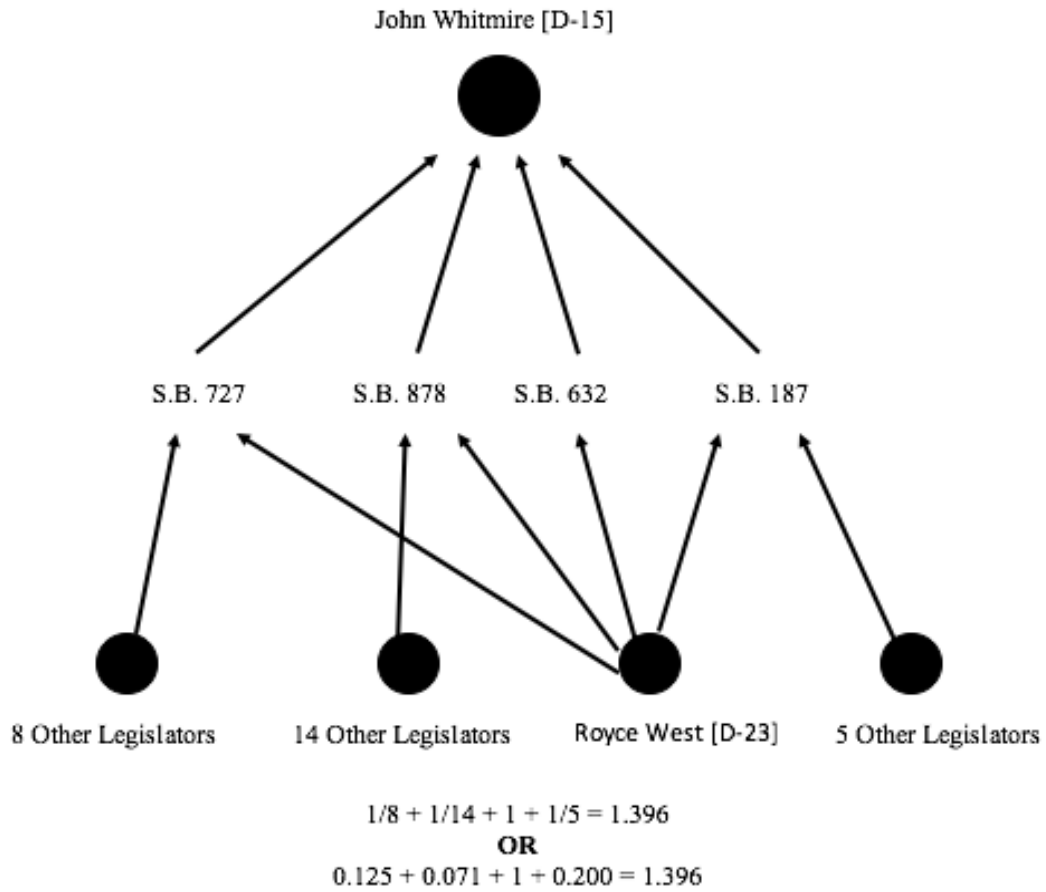 John Whitmire [D-15]
S.B. 727 S.B. 878 S.B. 632 S.B. 187
8 Other Legislators 14 Other Legislators Royce West [D-23] 5 Other Legislators
1/8 + 1/14 + 1 + 1/5 = 1.396
OR
0.125 + 0.071 + 1 + 0.200 = 1.396